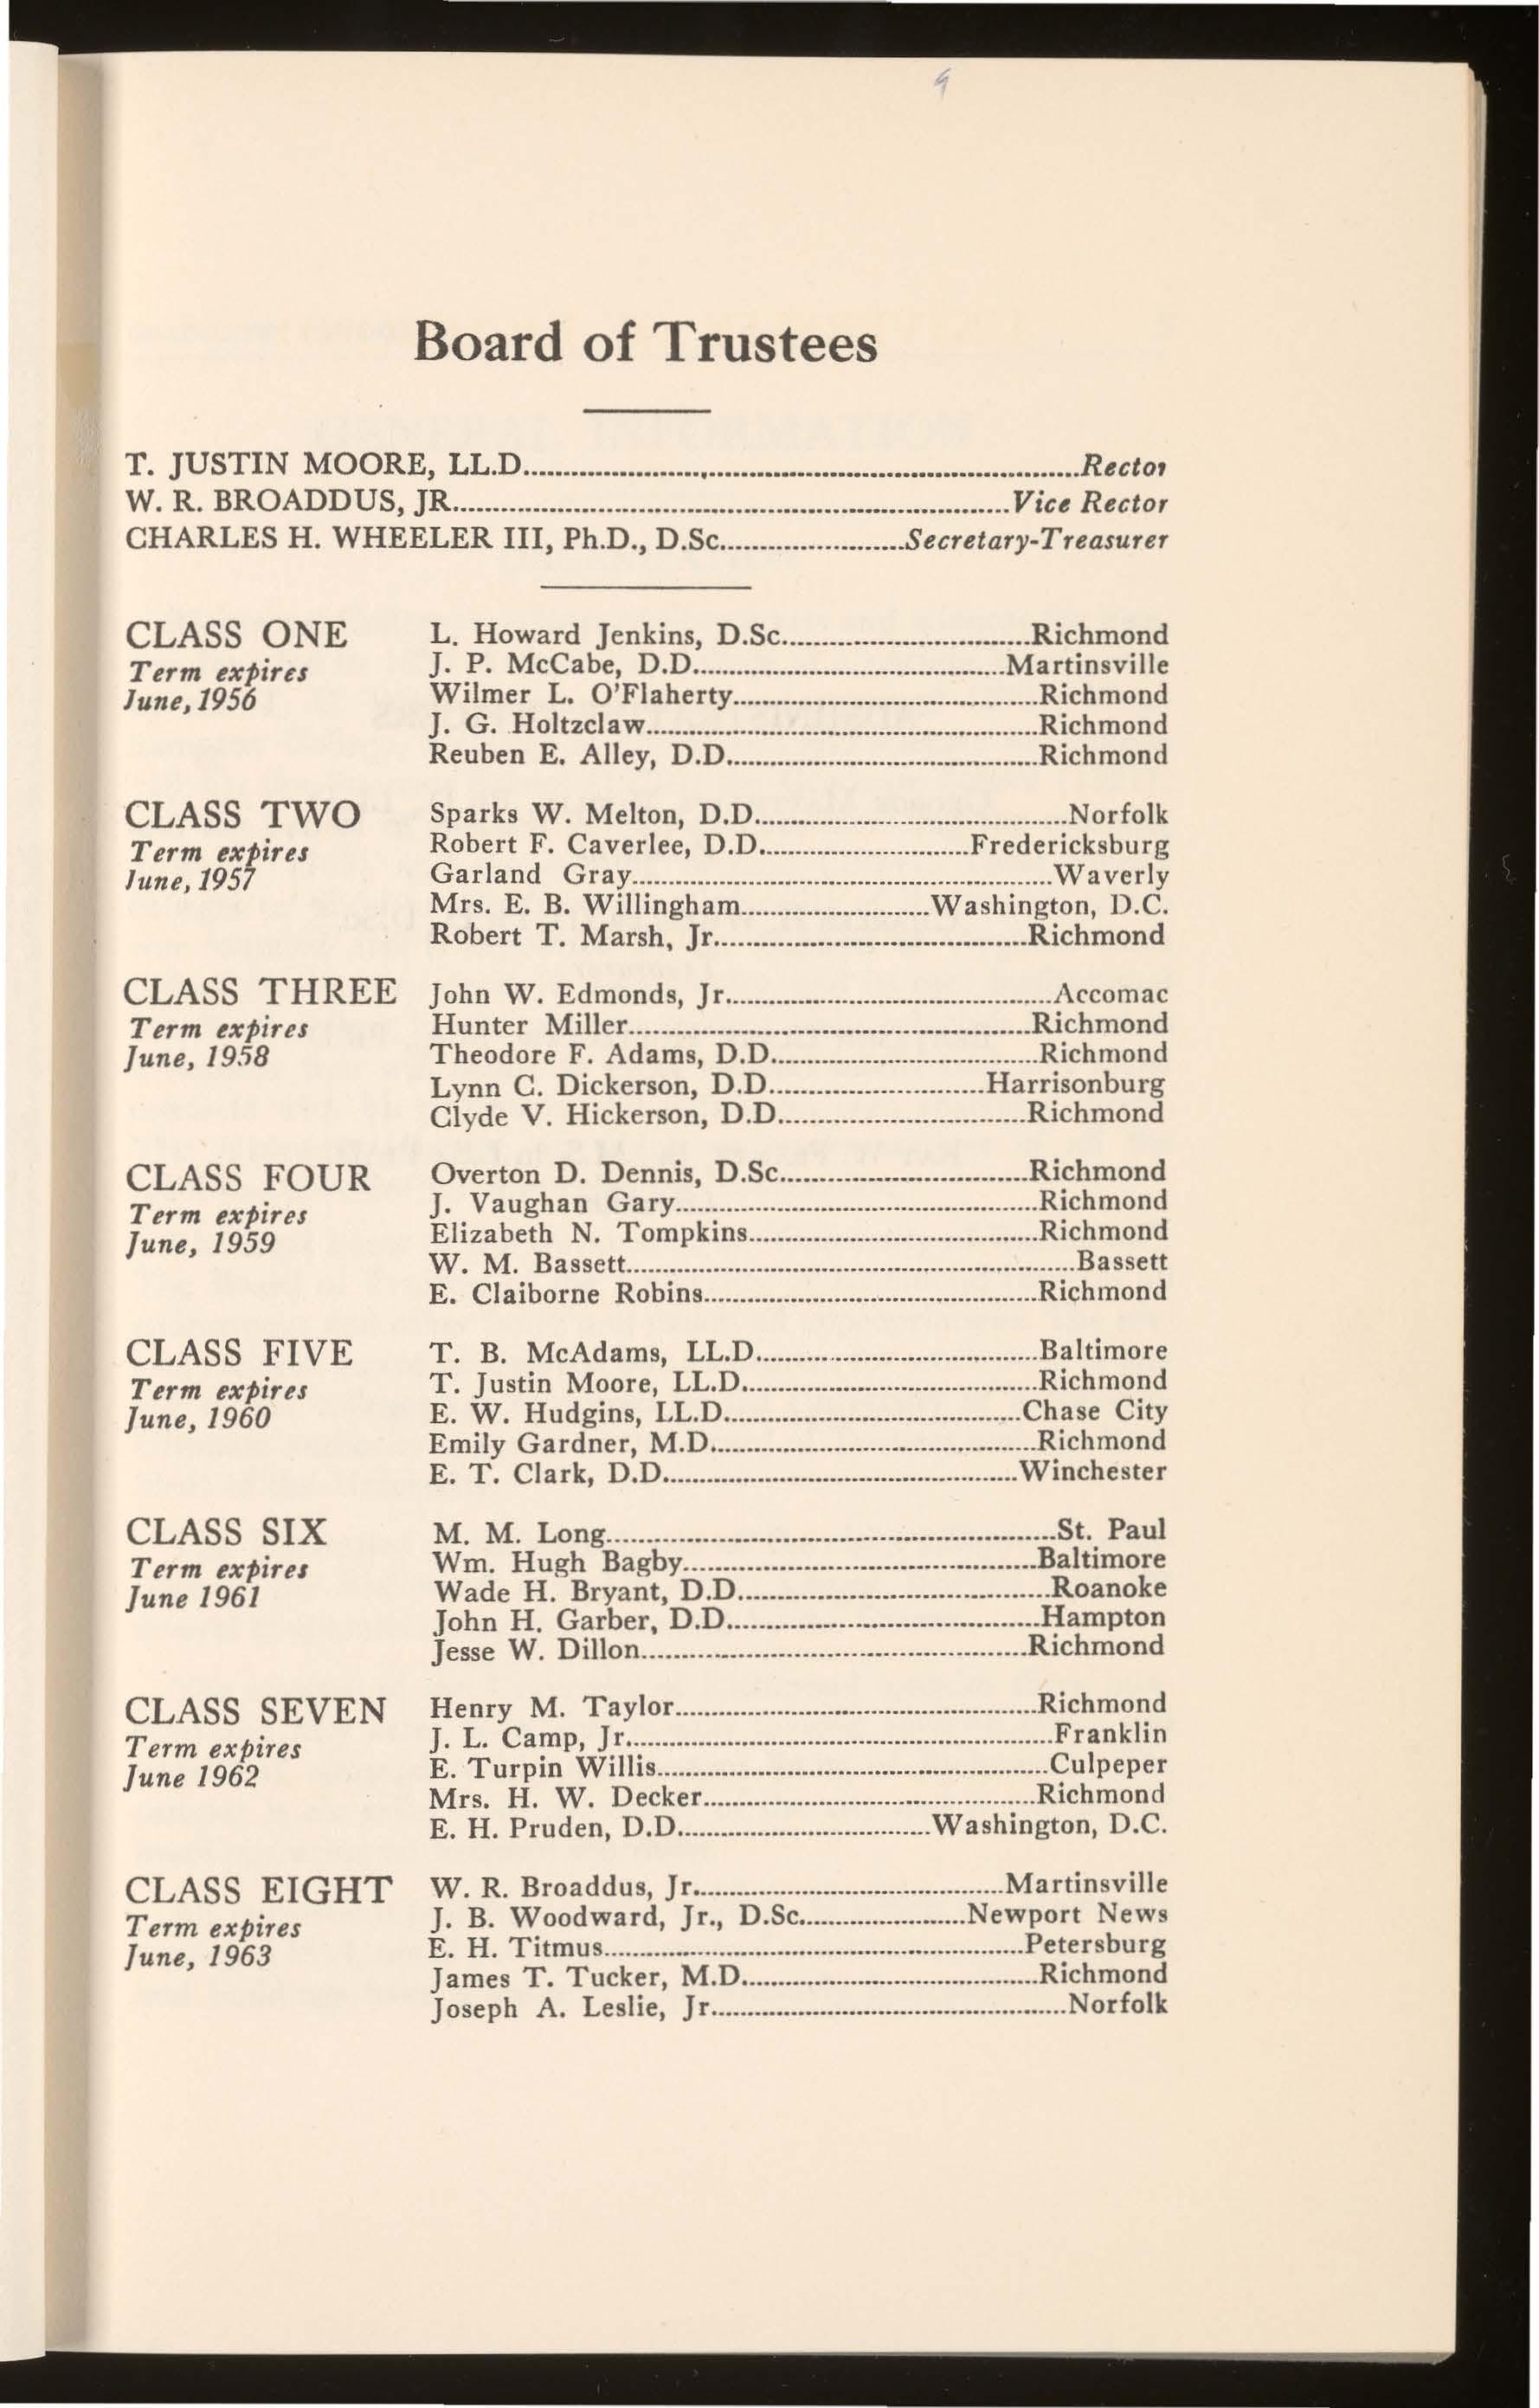 9
Board of Trustees
T. JUSTIN MOORE, LL.D. Rector
W. R. BROADDUS, JR. Vice Rector
CHARLES H. WHEELER III, Ph.D., D.Sc. Secretary-Treasurer
CLASS ONE
Term expires
June, 1956
L. Howard Jenkins, D.Sc. Richmond
J. P. McCabe, D.D. Martinsville
Wilmer L. O'Flaherty Richmond
J. G. Holtzclaw Richmond
Reuben E. Alley, D.D. Richmond
CLASS TWO
Term expires
June, 1957
Sparks W. Melton, D.D. Norfolk
Robert F. Caverlee, D.D. Fredericksburg
Garland Gray Waverly
Mrs. E. B. Willingham Washington, D.C.
Robert T. Marsh, Jr. Richmond
CLASS THREE
Term expires
June, 1958
John W. Edmonds, Jr. Accomac
Hunter Miller Richmond
Theodore F. Adams, D.D. Richmond
Lynn C. Dickerson, D.D. Harrisonburg
Clyde V. Hickerson, D.D. Richmond
CLASS FOUR
Term expires
June, 1959
Overton D. Dennis, D.Sc. Richmond
J. Vaughan Gary Richmond
Elizabeth N. Tompkins Richmond
W. M. Bassett Bassett
E. Claiborne Robins Richmond
CLASS FIVE
Term expires
June, 1960
T. B. McAdams, LL.D. Baltimore
T. Justin Moore, LL.D. Richmond
E. W. Hudgins, LL.D. Chase City
Emily Gardner, M.D. Richmond
E. T. Clark, D.D. Winchester
CLASS SIX
Term expires
June 1961
M. M. Long St. Paul
Wm. Hugh Bagby Baltimore
Wade H. Bryant, D.D. Roanoke
John H. Garber, D.D. Hampton
Jesse W. Dillon Richmond
CLASS SEVEN
Term expires
June 1962
Henry M. Taylor Richmond
J. L. Camp, Jr. Franklin
E. Turpin Willis Culpeper
Mrs. H. W. Decker Richmond
E. H. Pruden, D.D. Washington, D.C.
CLASS EIGHT
Term expires
June, 1963
W. R. Broaddus, Jr. Martinsville
J. B. Woodward, Jr., D.Sc. Newport News
E. H. Titmus Petersburg
James T. Tucker, M.D. Richmond
Joseph A. Leslie, Jr. Norfolk